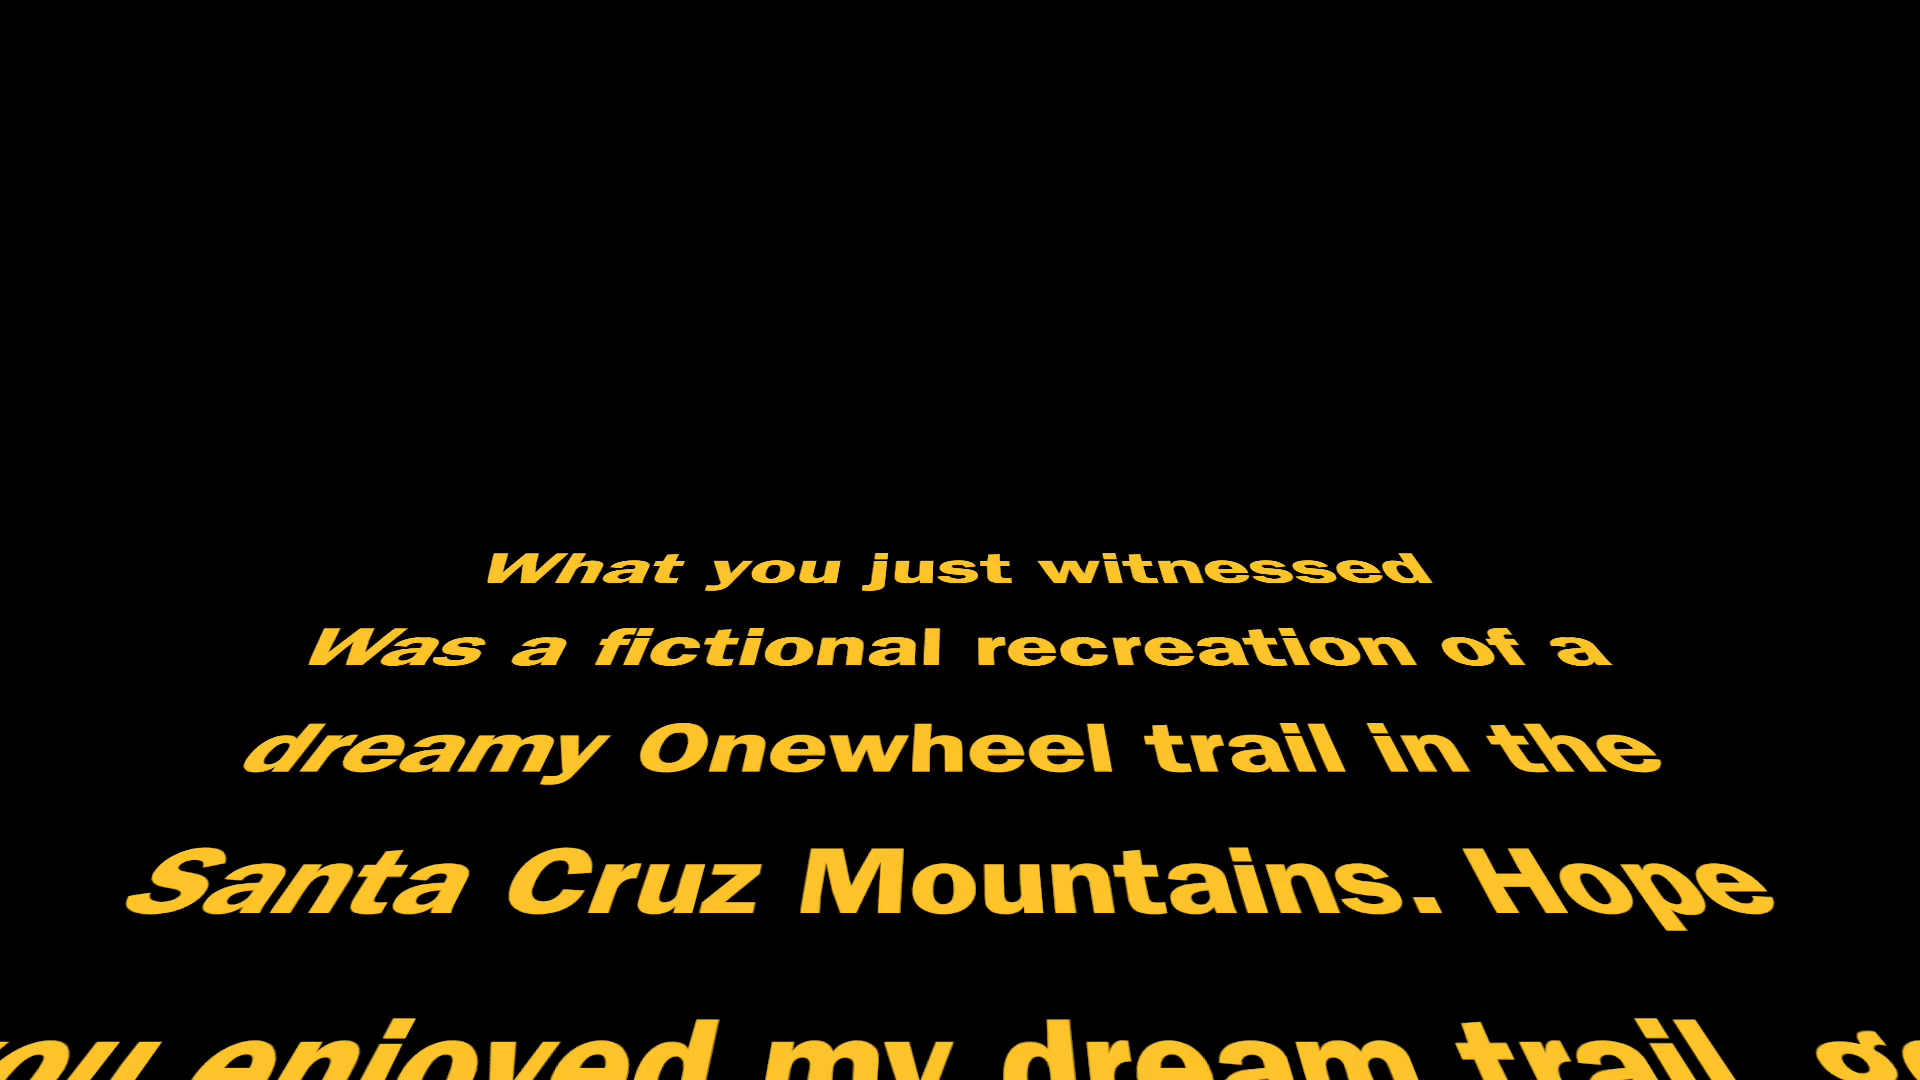 What you just witnessed
Was a fictional recreation of a
dreamy Onewheel trail in the
Santa Cruz Mountains. Hope
you enjoyed my dream trail,